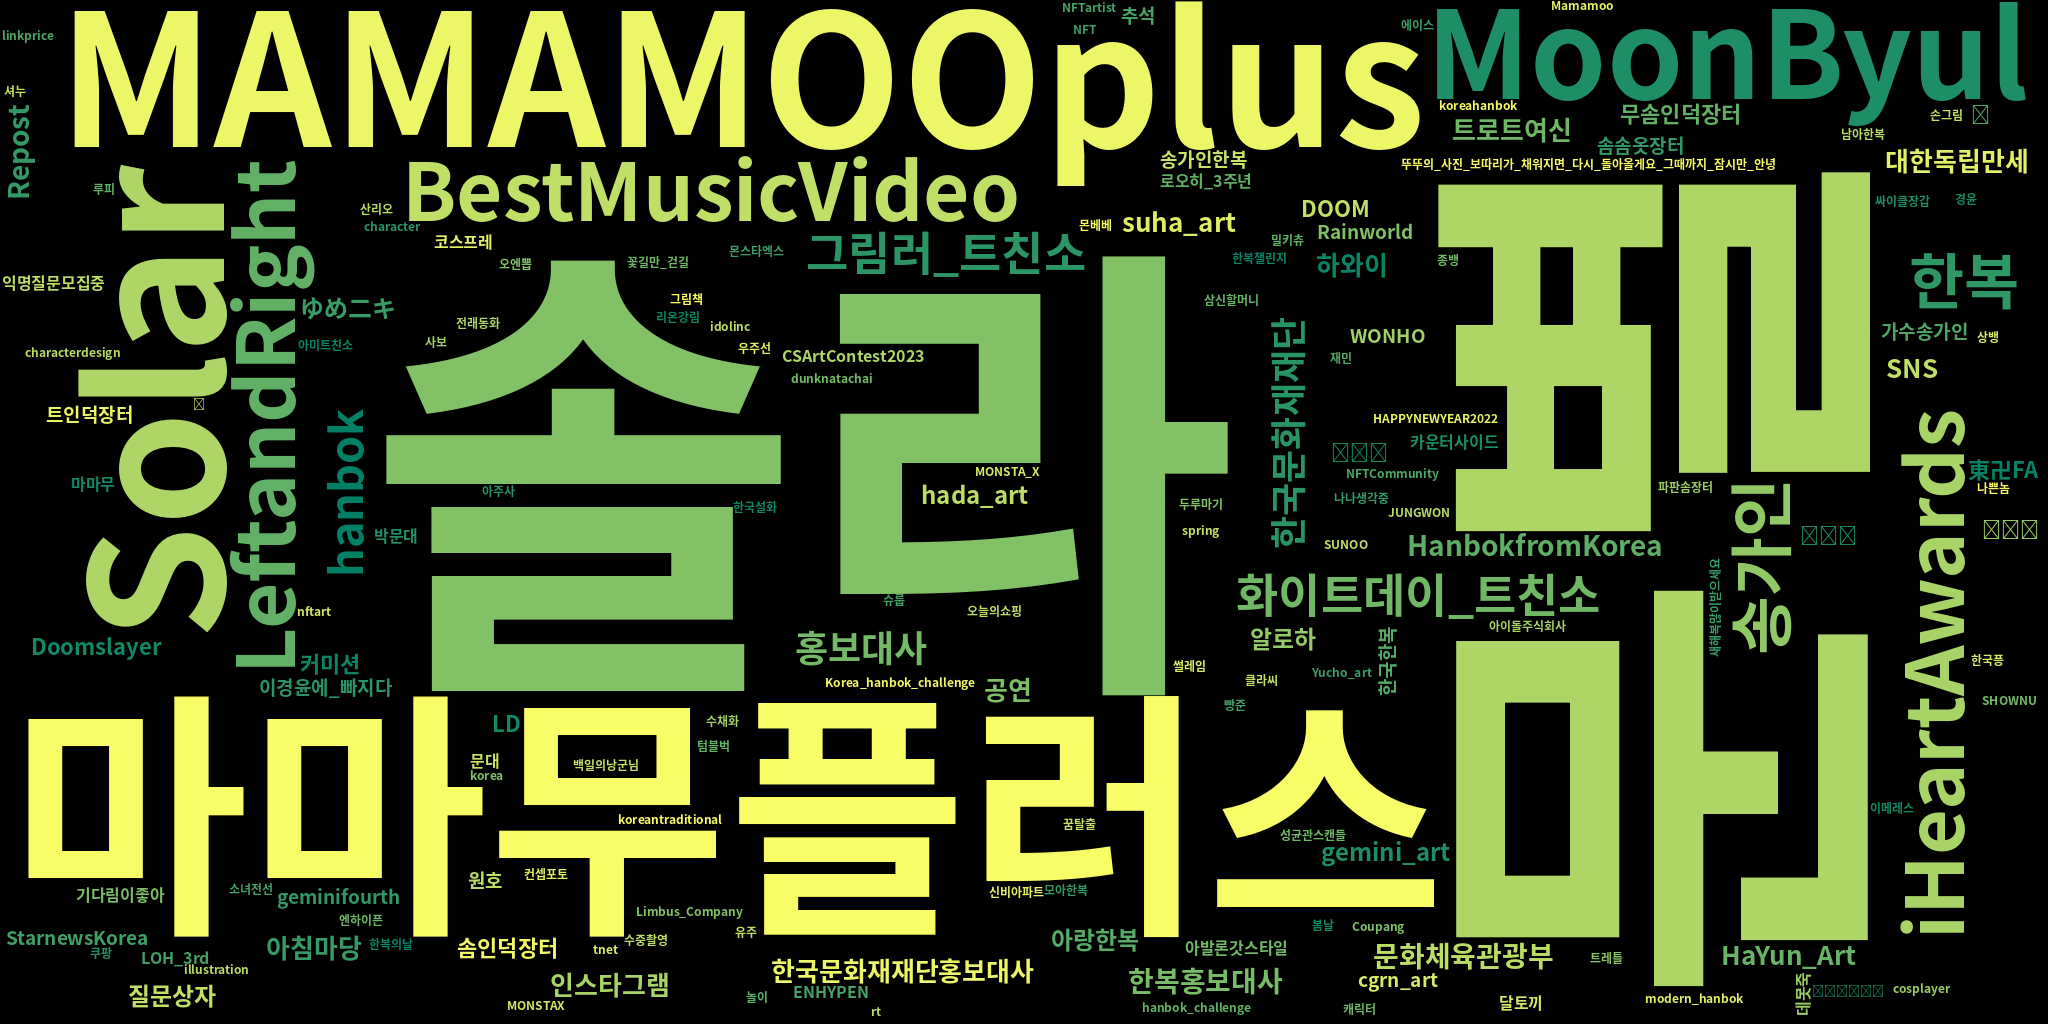 MAMAMOOplus
MoonByul
NFTartist
추석
NFT
Mamamoo
에이스
linkprice
셔누
Repost
koreahanbok
트로트여신
무송인덕장터
솜솜옷장터
손그림
남아한복
대한독립만세
뚜뚜의_사진_보따리가_채워지면_다시_돌아올게요_그때까지_잠시만_안녕
루피
Solar
LeftandRight
BestMusicVideo
산리오
character
코스프레
송가인한복
로오히_3주년
몬베베
suha_art
DOOM
Rainworld
밀키츄
한복챌린지
하와이
종뱅
싸이클장갑
경윤
한복
익명질문모집중
ゆめ二キ
아미트친소
characterdesign
오엔뽑
꽃길만_걷길
몬스타엑스
그림러_트친소
그림책
리온강림
idolinc
전래동화
사보
우주선
CSArtContest2023
dunknatachai
삼신할머니
WONHO
재민
표절
가수송가인
상뱅
SNS
솔라
트인덕장터
마마무
hanbok
한국문화재재단
HAPPYNEWYEAR2022
카운터사이드
NFTCommunity
나나생각중
JUNGWON
SUNOO
東卍FA
나쁜놈
MONSTA_X
hada_art
아주사
한국설화
박문대
두루마기
spring
파판솜장터
HanbokfromKorea
송가인
iHeartAwards
새해복많이받으세요
화이트데이_트친소
아이돌주식회사
슈룹
오늘의쇼핑
nftart
Doomslayer
커미션
이경윤에_빠지다
홍보대사
Korea_hanbok_challenge
공연
썰레임
알로하
클라씨
Yucho_art
한국한복
빵준
한국풍
SHOWNU
LD
수채화
텀블벅
문대
korea
백일의낭군님
koreantraditional
마마무플러스
꿈탈출
성균관스캔들
gemini_art
이메레스
기다림이좋아
소녀전선
geminifourth
엔하이픈
원호
컨셉포토
신비아파트
모아한복
Limbus_Company
StarnewsKorea
쿠팡
LOH_3rd
illustration
아침마당
한복의날
솜인덕장터
tnet
수중촬영
유주
아랑한복
아발론갓스타일
봄날
Coupang
문화체육관광부
트레틀
HaYun_Art
질문상자
인스타그램
MONSTAX
한국문화재재단홍보대사
놀이
ENHYPEN
rt
한복홍보대사
hanbok_challenge
cgrn_art
캐릭터
달토끼
modern_hanbok
데못죽
cosplayer